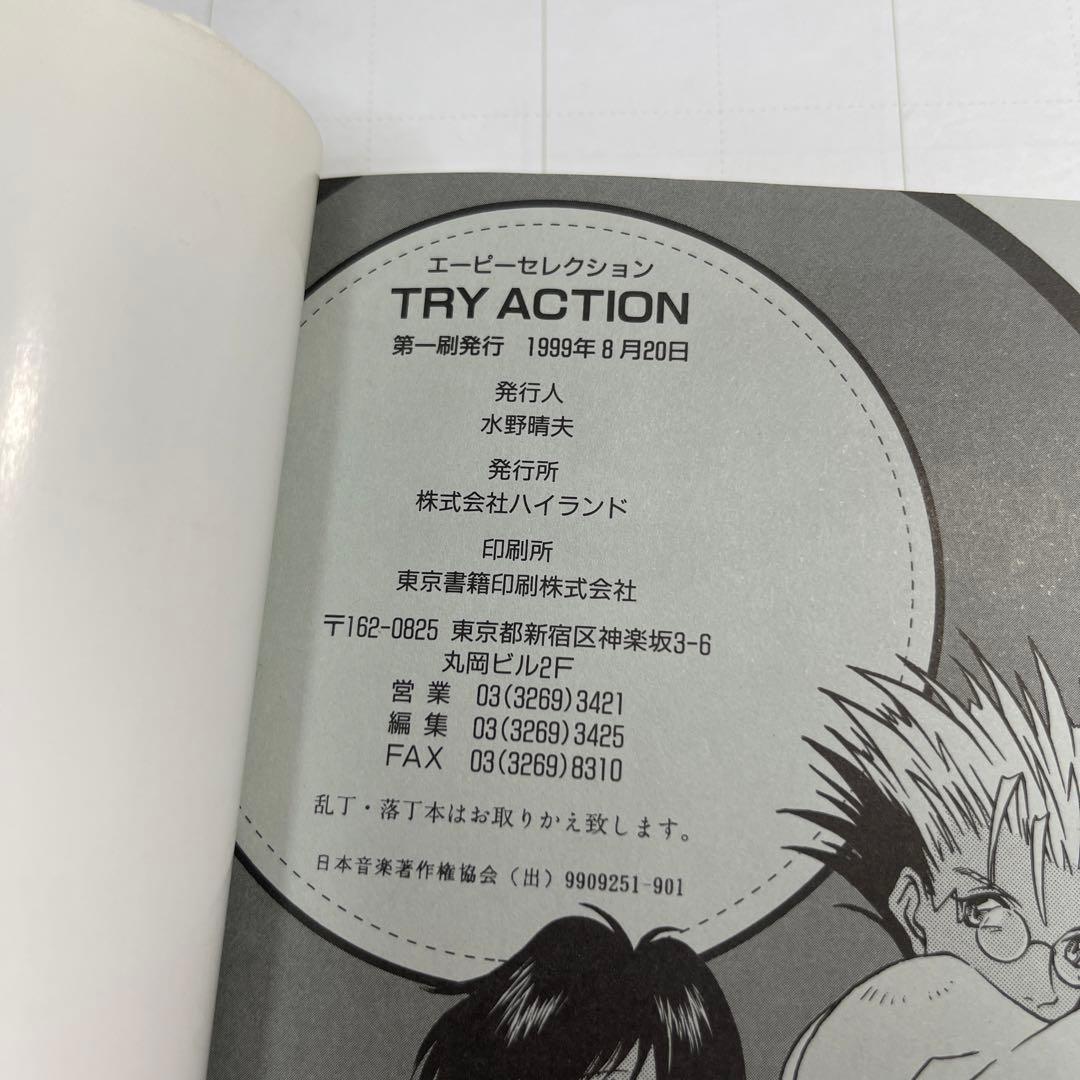 エーピーセレクション
TRY ACTION
第一刷発行 1999年8月20日
発行人
水野晴夫
発行所
株式会社ハイランド
印刷所
東京書籍印刷株式会社
〒162-0825 東京都新宿区神楽坂3-6
丸岡ビル2F
営業 03(3269)3421
編集 03(3269)3425
FAX 03(3269)8310
乱丁・落丁本はお取りかえ致します。
日本音楽著作権協会(出)9909251-901